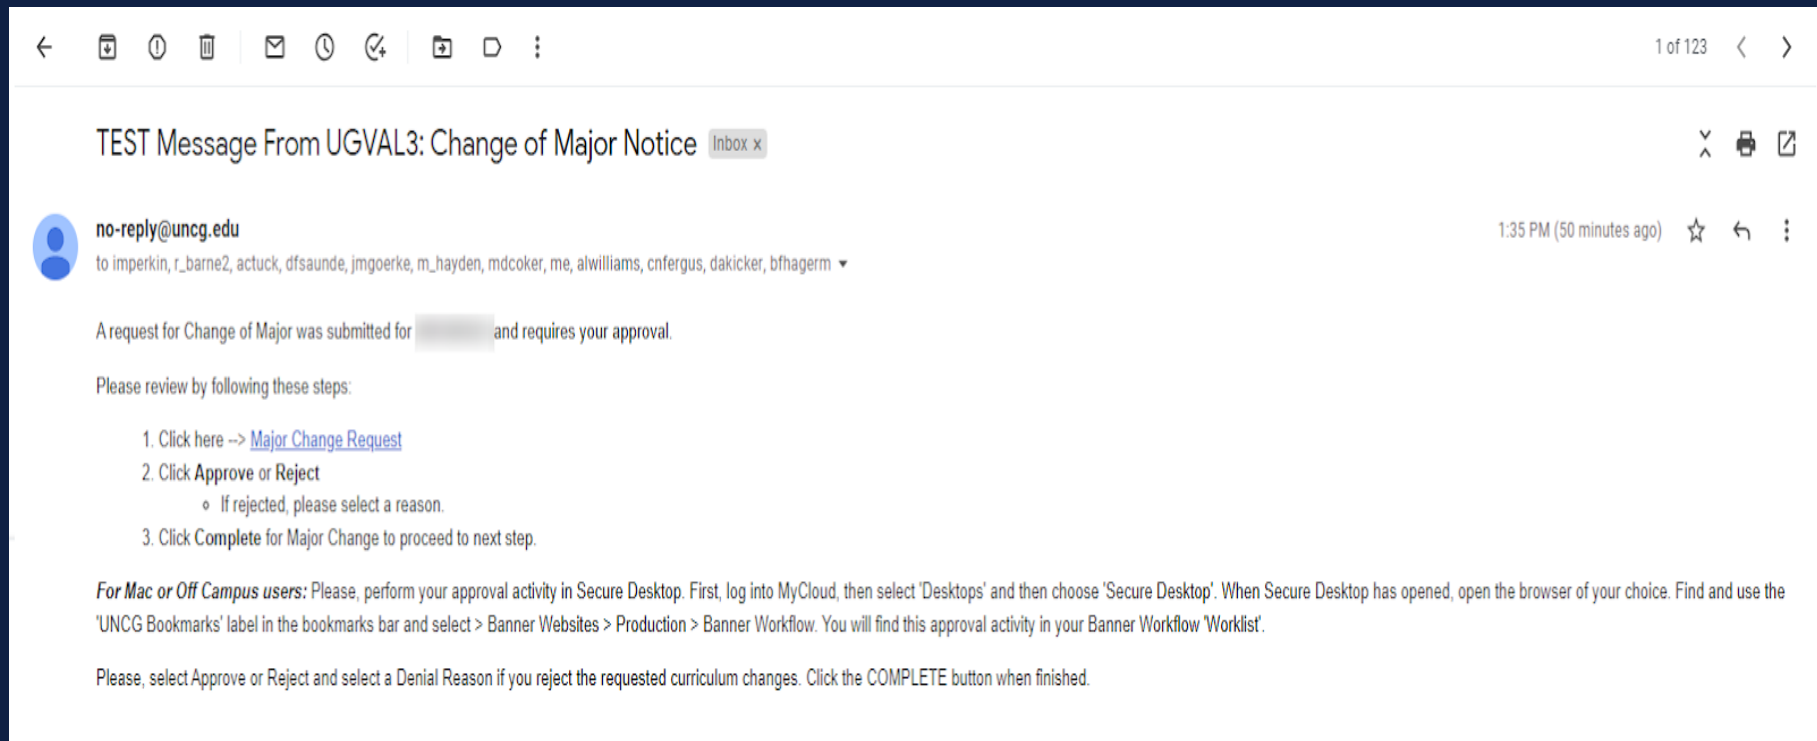 1 of 123
TEST Message From UGVAL3: Change of Major Notice Inbox x
no-reply@uncg.edu 1:35 PM (50 minutes ago)
to imperkin, r_barne2, actuck, dfsaunde, jmgoerke, m_hayden, mdcoker, me, alwilliams, cnfergus, dakicker, bfhagerm
A request for Change of Major was submitted for and requires your approval.
Please review by following these steps:
1. Click here --> Major Change Request
2. Click Approve or Reject
If rejected, please select a reason.
3. Click Complete for Major Change to proceed to next step.
For Mac or Off Campus users: Please, perform your approval activity in Secure Desktop. First, log into MyCloud, then select 'Desktops' and then choose 'Secure Desktop'. When Secure Desktop has opened, open the browser of your choice. Find and use the
'UNCG Bookmarks' label in the bookmarks bar and select > Banner Websites > Production > Banner Workflow. You will find this approval activity in your Banner Workflow 'Worklist'.
Please, select Approve or Reject and select a Denial Reason if you reject the requested curriculum changes. Click the COMPLETE button when finished.